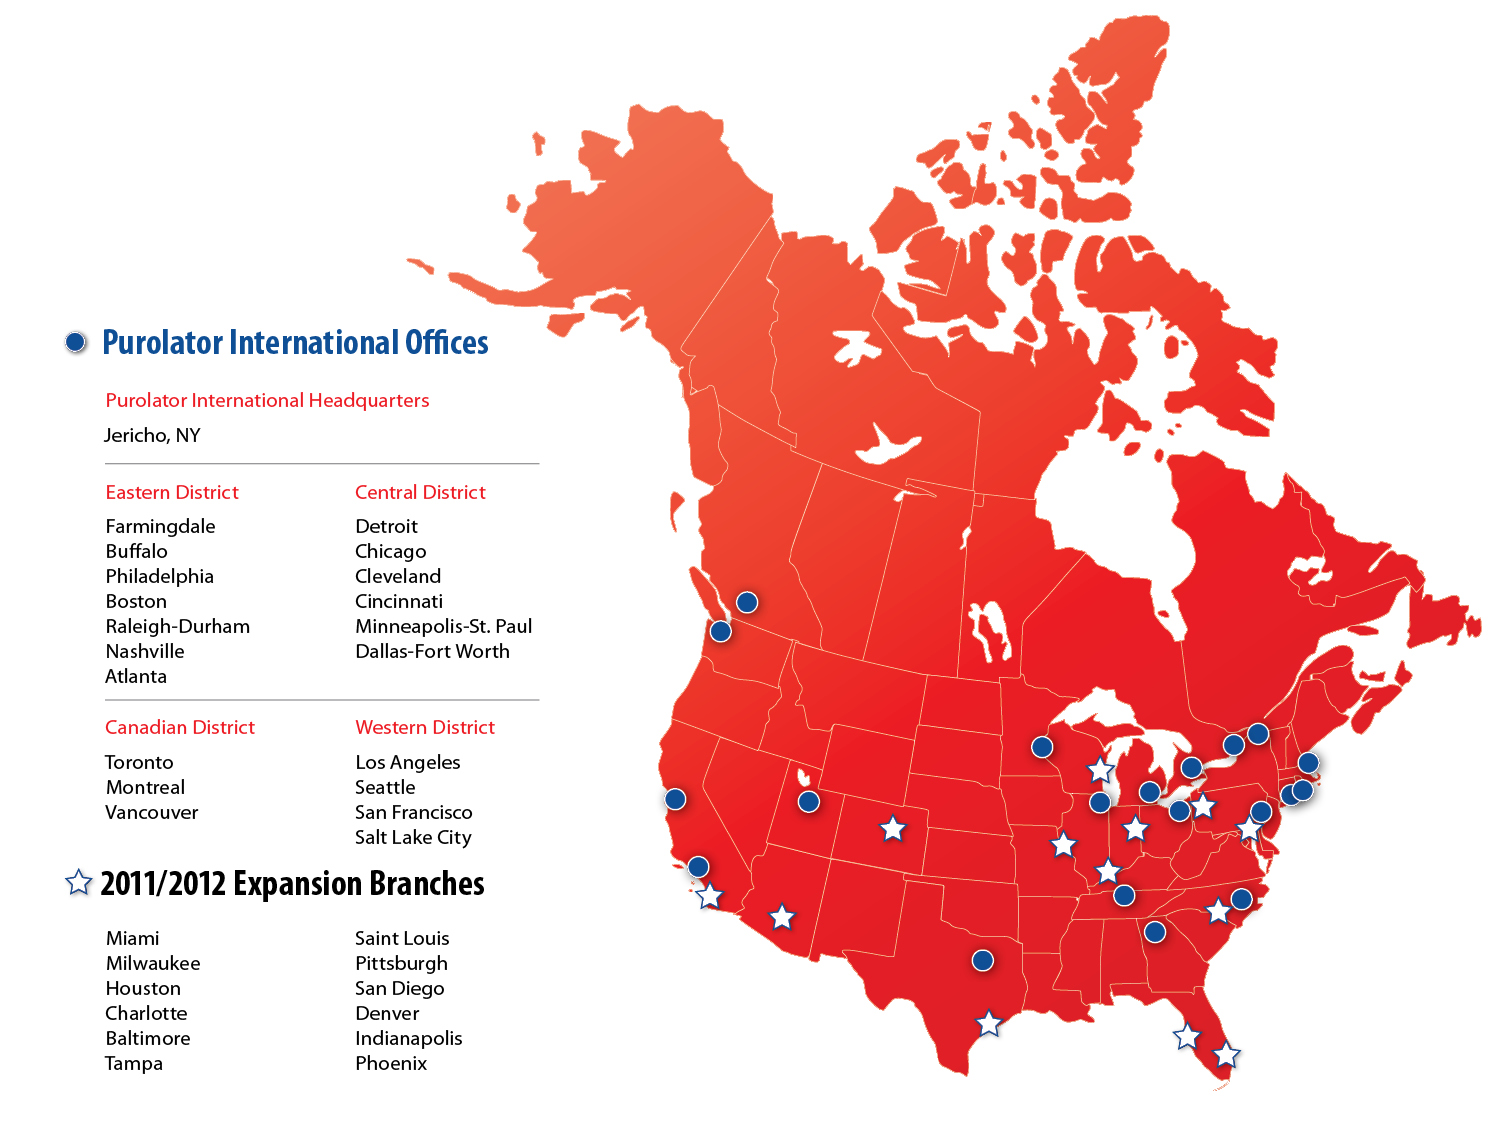 Purolator International Offices
Purolator International Headquarters
Jericho, NY
Eastern District
Farmingdale
Buffalo
Philadelphia
Boston
Raleigh-Durham
Nashville
Atlanta
Central District
Detroit
Chicago
Cleveland
Cincinnati
Minneapolis-St. Paul
Dallas-Fort Worth
Canadian District
Toronto
Montreal
Vancouver
Western District
Los Angeles
Seattle
San Francisco
Salt Lake City
2011/2012 Expansion Branches
Miami
Milwaukee
Houston
Charlotte
Baltimore
Tampa
Saint Louis
Pittsburgh
San Diego
Denver
Indianapolis
Phoenix